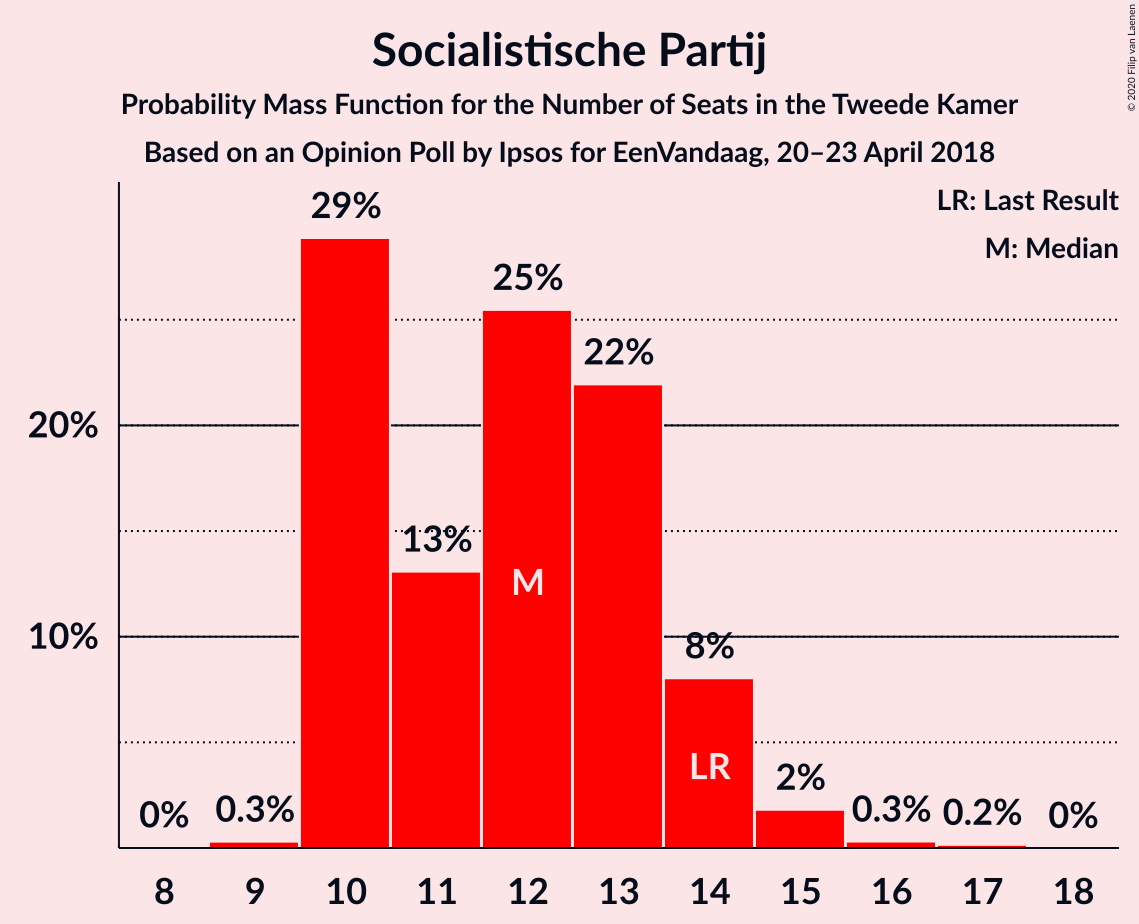 Socialistische Partij
Probability Mass Function for the Number of Seats in the Tweede Kamer
Based on an Opinion Poll by Ipsos for EenVandaag, 20–23 April 2018
© 2020 Filip van Laenen
LR: Last Result
M: Median
29%
25%
22%
20%
13%
M
10%
8%
LR
2%
0% 0.3% 0.3% 0.2% 0%
8 9 10 11 12 13 14 15 16 17 18